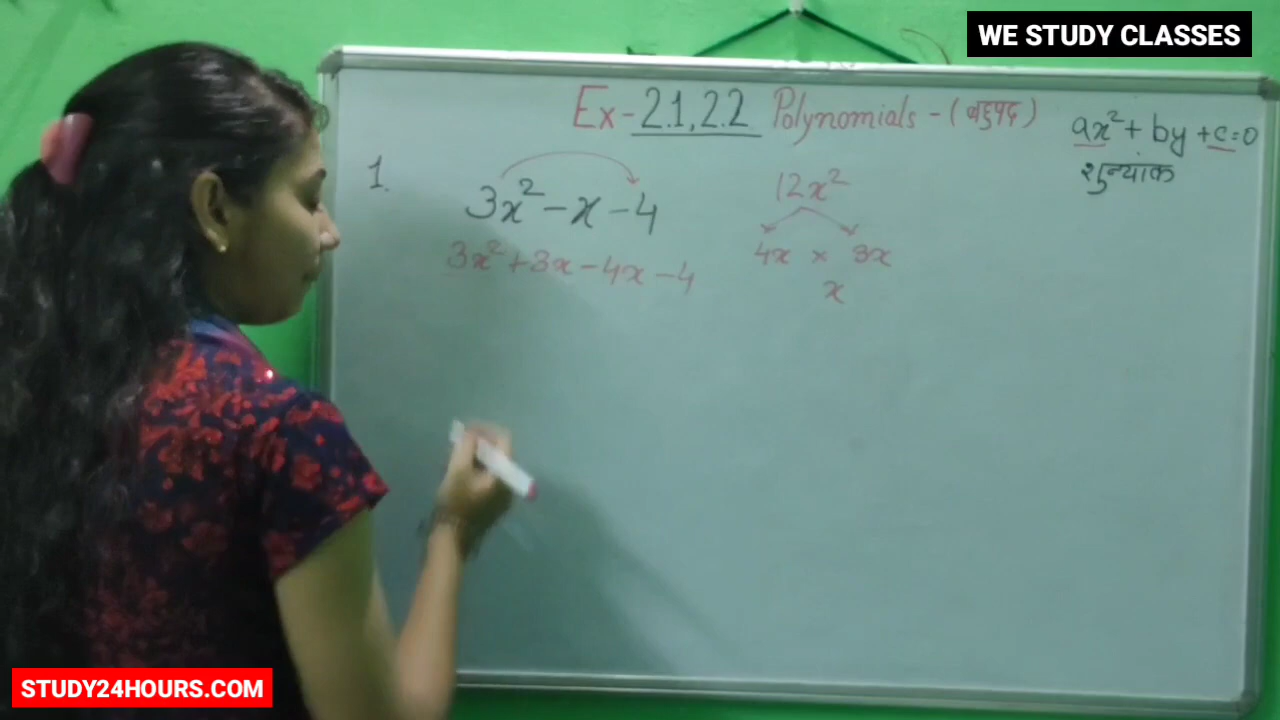 WE STUDY CLASSES
Ex-2.1,2.2 Polynomials - (बहुपद)
ax² + by + c=0
शुन्यांक
1.
3x² - x - 4
3x² + 3x - 4x - 4
12x²
4x × 3x
x
STUDY24HOURS.COM